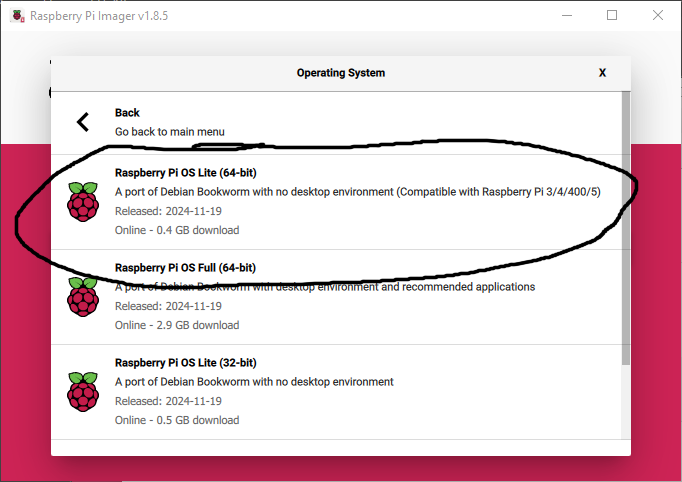 Raspberry Pi Imager v1.8.5
Operating System
X
Back
Go back to main menu
Raspberry Pi OS Lite (64-bit)
A port of Debian Bookworm with no desktop environment (Compatible with Raspberry Pi 3/4/400/5)
Released: 2024-11-19
Online - 0.4 GB download
Raspberry Pi OS Full (64-bit)
A port of Debian Bookworm with desktop environment and recommended applications
Released: 2024-11-19
Online - 2.9 GB download
Raspberry Pi OS Lite (32-bit)
A port of Debian Bookworm with no desktop environment
Released: 2024-11-19
Online - 0.5 GB download